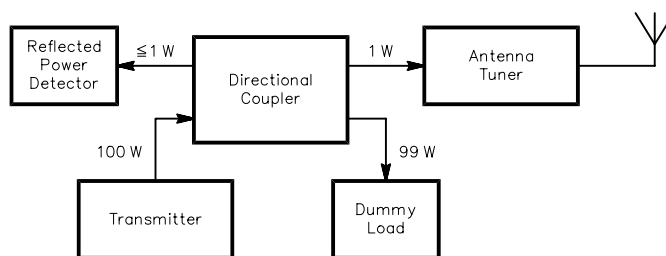 Reflected
Power
Detector
≦1 W
Directional
Coupler
1 W
Antenna
Tuner
100 W
99 W
Transmitter
Dummy
Load